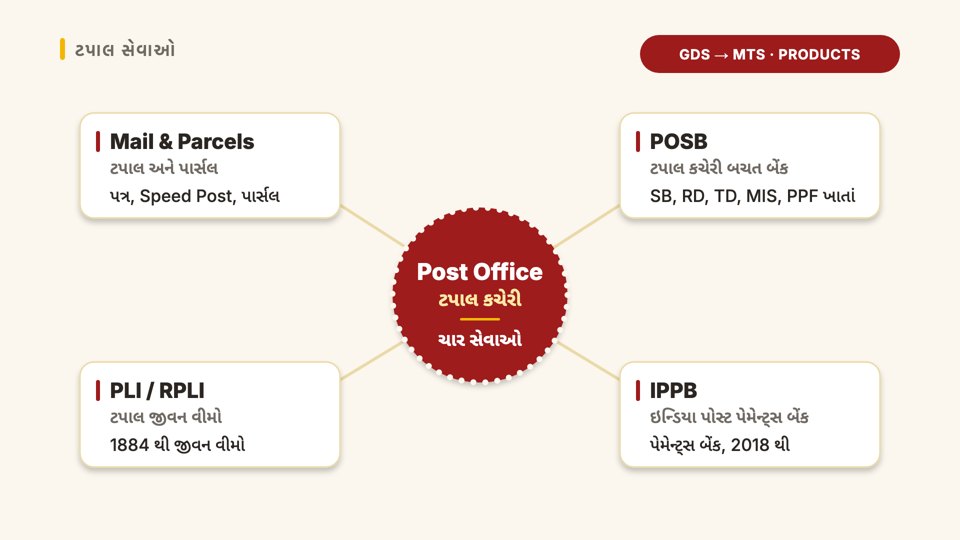 ટપાલ સેવાઓ
GDS → MTS · PRODUCTS
Mail & Parcels
ટપાલ અને પાર્સલ
પત્ર, Speed Post, પાર્સલ
POSB
ટપાલ કચેરી બચત બેંક
SB, RD, TD, MIS, PPF ખાતાં
Post Office
ટપાલ કચેરી
ચાર સેવાઓ
PLI / RPLI
ટપાલ જીવન વીમો
1884 થી જીવન વીમો
IPPB
ઇન્ડિયા પોસ્ટ પેમેન્ટ્સ બેંક
પેમેન્ટ્સ બેંક, 2018 થી